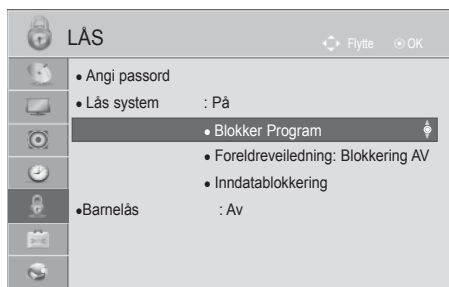 LÅS
Flytte OK
• Angi passord
• Lås system : På
• Blokker Program
• Foreldreveiledning: Blokkering AV
• Inndatablokkering
•Barnelås : Av